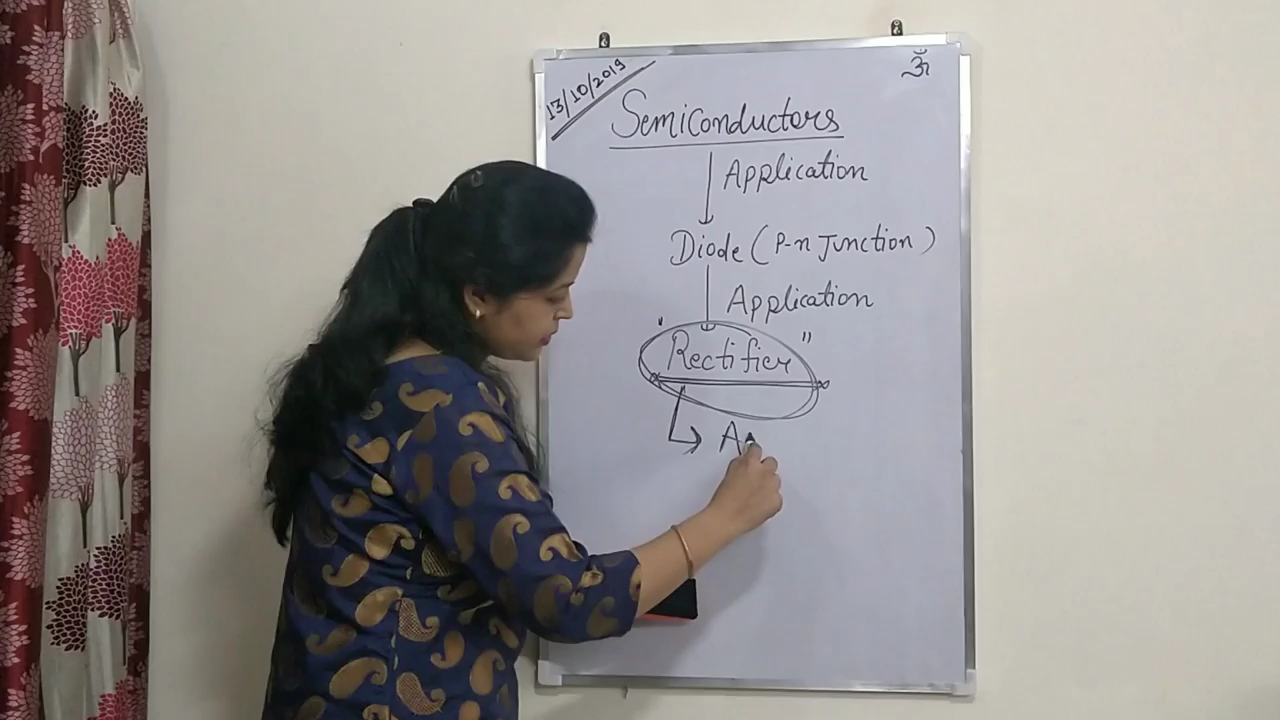 13/10/2019
ॐ
Semiconductors
Application
Diode (P-n Junction)
Application
"Rectifier"
A